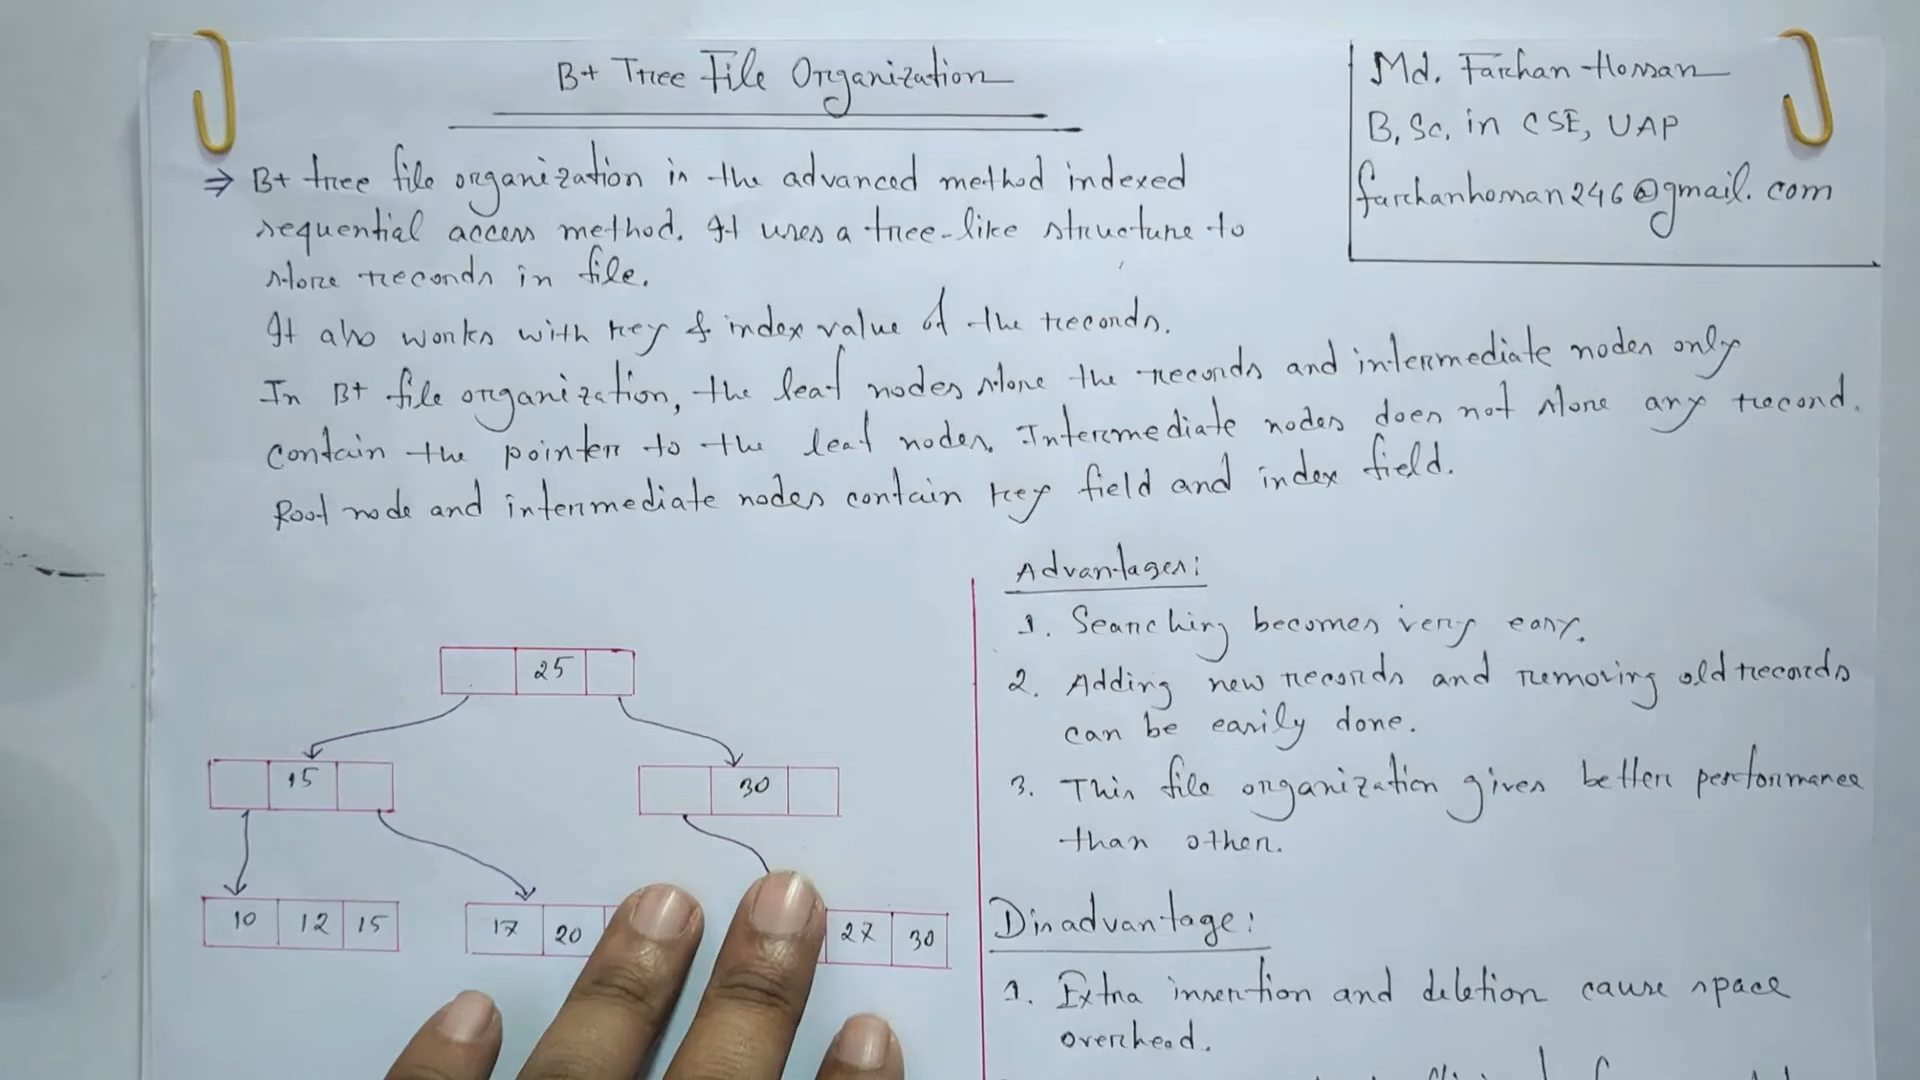 B+ Tree File Organization
Md. Farhan Hossan
B.Sc. in CSE, UAP
farhanhossan246@gmail.com
⇒ B+ tree file organization is the advanced method indexed
sequential access method. It uses a tree-like structure to
store records in file.
It also works with key & index value of the records.
In B+ file organization, the leaf nodes store the records and intermediate nodes only
contain the pointer to the leaf nodes. Intermediate nodes does not store any record.
Root node and intermediate nodes contain key field and index field.
25
15
30
10 12 15
17 20
27 30
Advantages:
1. Searching becomes very easy.
2. Adding new records and removing old records
can be easily done.
3. This file organization gives better performance
than other.
Disadvantage:
1. Extra insertion and deletion cause space
overhead.